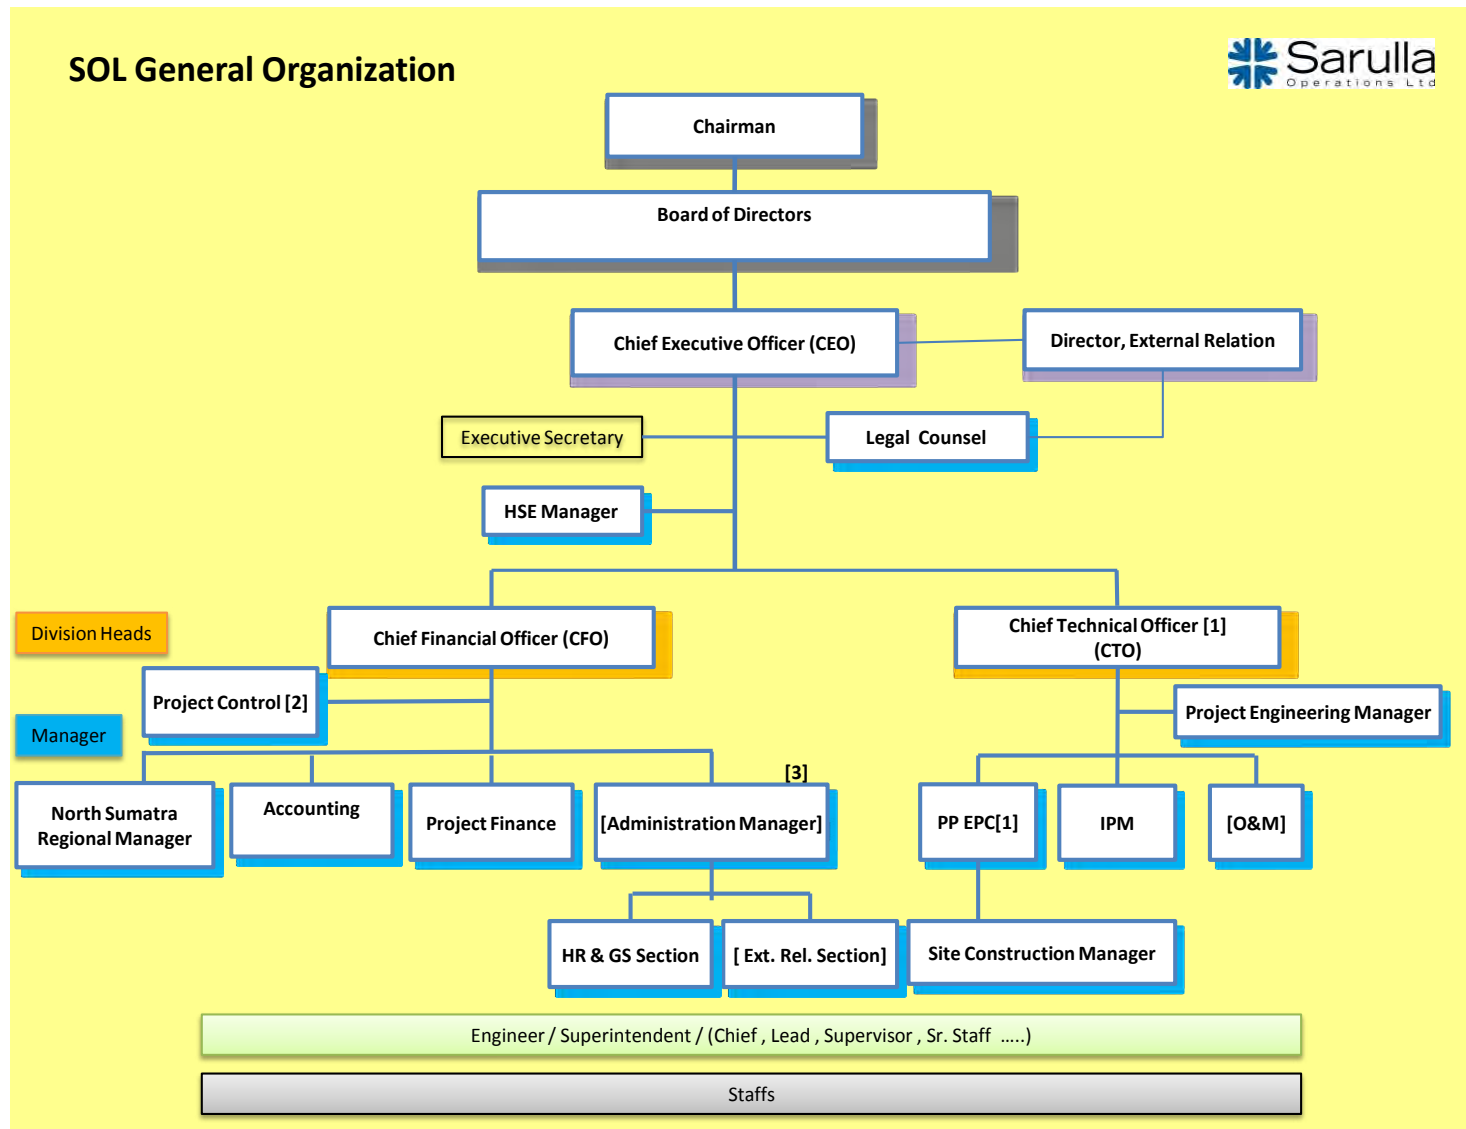 SOL General Organization
Sarulla
Operations Ltd
Chairman
Board of Directors
Chief Executive Officer (CEO)
Director, External Relation
Executive Secretary
Legal Counsel
HSE Manager
Division Heads
Chief Financial Officer (CFO)
Chief Technical Officer [1]
(CTO)
Project Control [2]
Project Engineering Manager
Manager
[3]
North Sumatra
Regional Manager
Accounting
Project Finance
[Administration Manager]
PP EPC[1]
IPM
[O&M]
HR & GS Section
[ Ext. Rel. Section]
Site Construction Manager
Engineer / Superintendent / (Chief , Lead , Supervisor , Sr. Staff …..)
Staffs